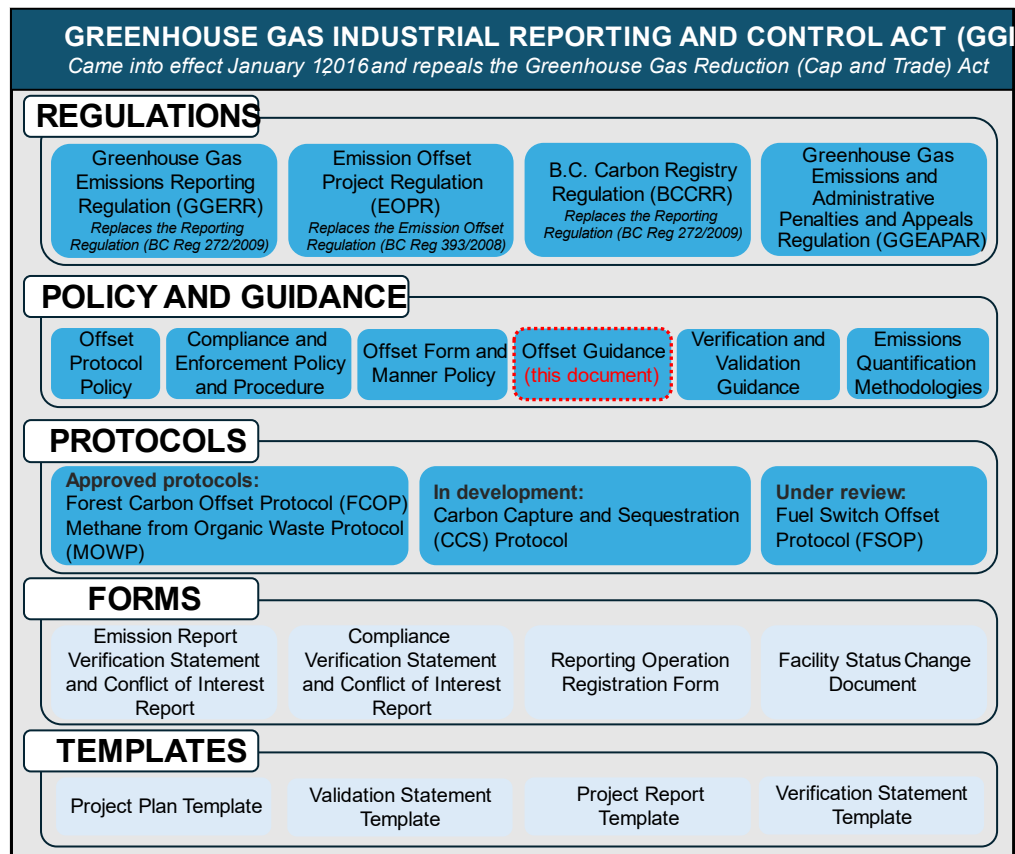 GREENHOUSE GAS INDUSTRIAL REPORTING AND CONTROL ACT (GGI
Came into effect January 1,2016 and repeals the Greenhouse Gas Reduction (Cap and Trade) Act
REGULATIONS
Greenhouse Gas
Emissions Reporting
Regulation (GGERR)
Replaces the Reporting
Regulation (BC Reg 272/2009)
Emission Offset
Project Regulation
(EOPR)
Replaces the Emission Offset
Regulation (BC Reg 393/2008)
B.C. Carbon Registry
Regulation (BCCRR)
Replaces the Reporting
Regulation (BC Reg 272/2009)
Greenhouse Gas
Emissions and
Administrative
Penalties and Appeals
Regulation (GGEAPAR)
POLICY AND GUIDANCE
Offset
Protocol
Policy
Compliance and
Enforcement Policy
and Procedure
Offset Form and
Manner Policy
Offset Guidance
(this document)
Verification and
Validation
Guidance
Emissions
Quantification
Methodologies
PROTOCOLS
Approved protocols:
Forest Carbon Offset Protocol (FCOP)
Methane from Organic Waste Protocol
(MOWP)
In development:
Carbon Capture and Sequestration
(CCS) Protocol
Under review:
Fuel Switch Offset
Protocol (FSOP)
FORMS
Emission Report
Verification Statement
and Conflict of Interest
Report
Compliance
Verification Statement
and Conflict of Interest
Report
Reporting Operation
Registration Form
Facility Status Change
Document
TEMPLATES
Project Plan Template
Validation Statement
Template
Project Report
Template
Verification Statement
Template